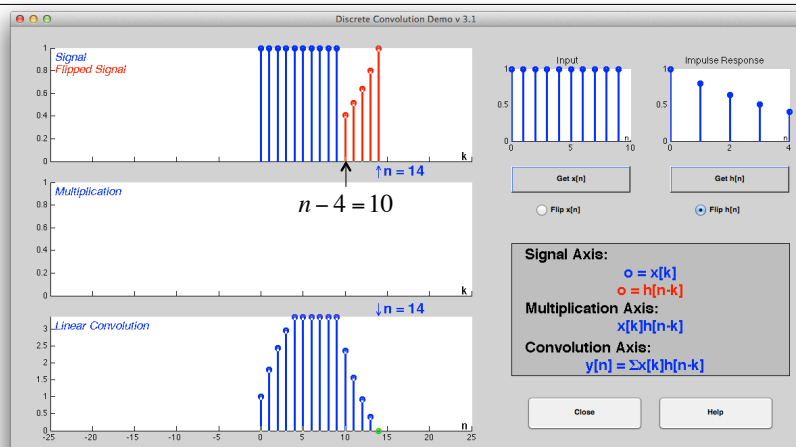 Discrete Convolution Demo v 3.1
Signal
Flipped Signal
1
0.8
0.6
0.4
0.2
0
k
n = 14
n − 4 = 10
Multiplication
1
0.8
0.6
0.4
0.2
0
k
n = 14
Linear Convolution
3
2.5
2
1.5
1
0.5
0
n
-25 -20 -15 -10 -5 0 5 10 15 20 25
Input
1
0.5
0
n
0 5 10
Impulse Response
1
0.5
0
n
0 2 4
Get x[n]
Get h[n]
Flip x[n]
Flip h[n]
Signal Axis:
o = x[k]
o = h[n-k]
Multiplication Axis:
x[k]h[n-k]
Convolution Axis:
y[n] = Σx[k]h[n-k]
Close
Help